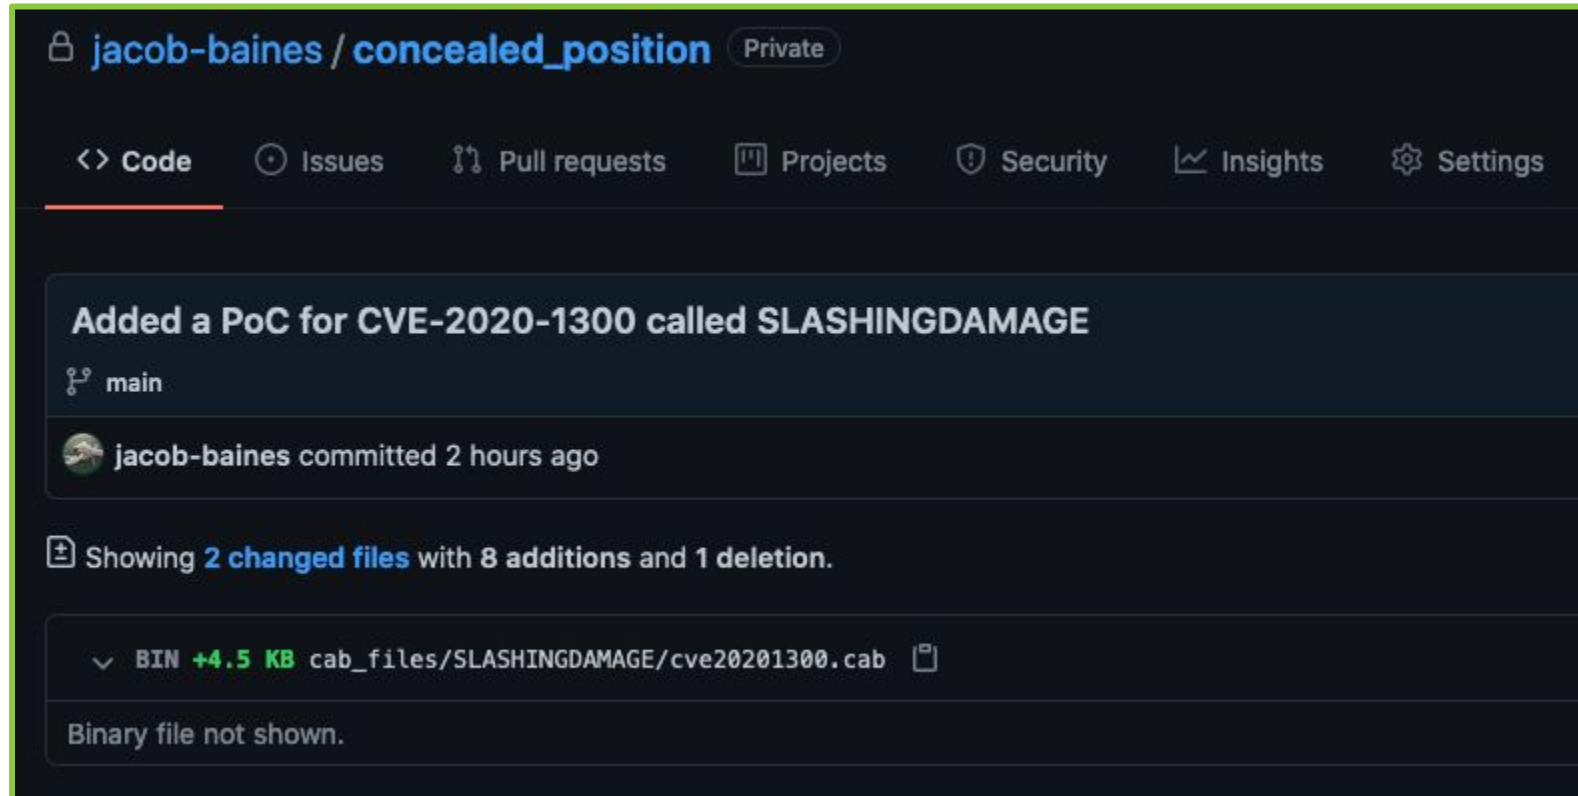 jacob-baines / concealed_position Private
Code Issues Pull requests Projects Security Insights Settings
Added a PoC for CVE-2020-1300 called SLASHINGDAMAGE
main
jacob-baines committed 2 hours ago
Showing 2 changed files with 8 additions and 1 deletion.
BIN +4.5 KB cab_files/SLASHINGDAMAGE/cve20201300.cab
Binary file not shown.